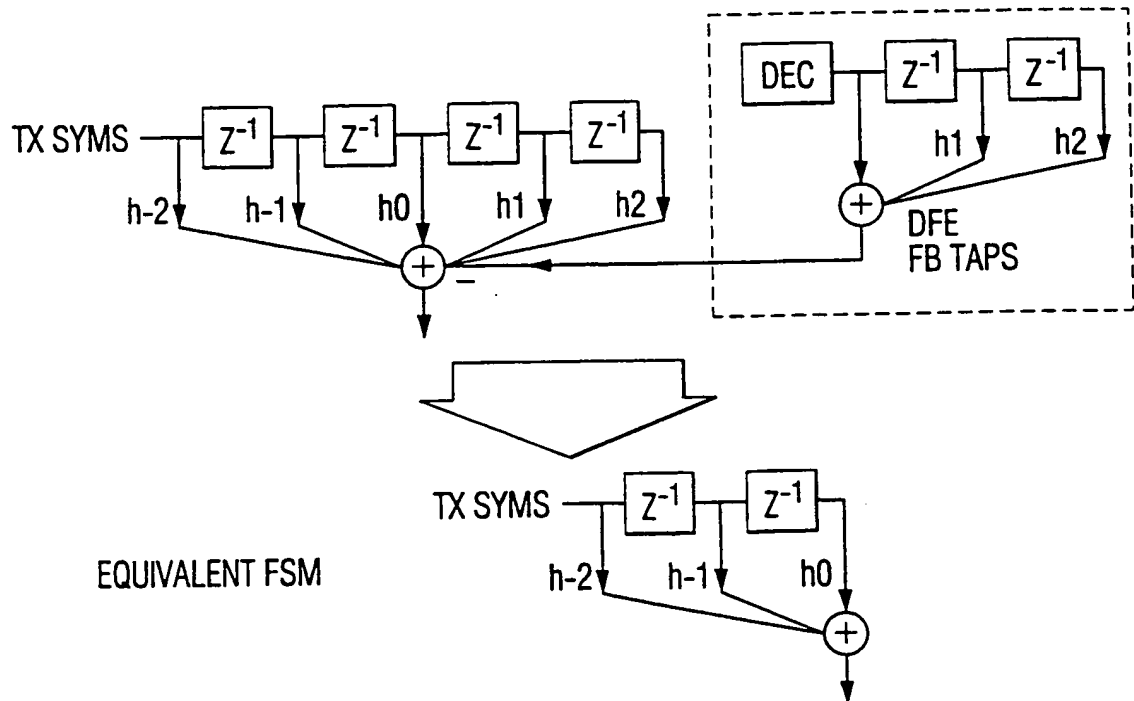 DEC Z⁻¹ Z⁻¹
TX SYMS Z⁻¹ Z⁻¹ Z⁻¹ Z⁻¹
h1 h2
h-2 h-1 h0 h1 h2
+
DFE
FB TAPS
+
−
TX SYMS Z⁻¹ Z⁻¹
EQUIVALENT FSM
h-2 h-1 h0
+